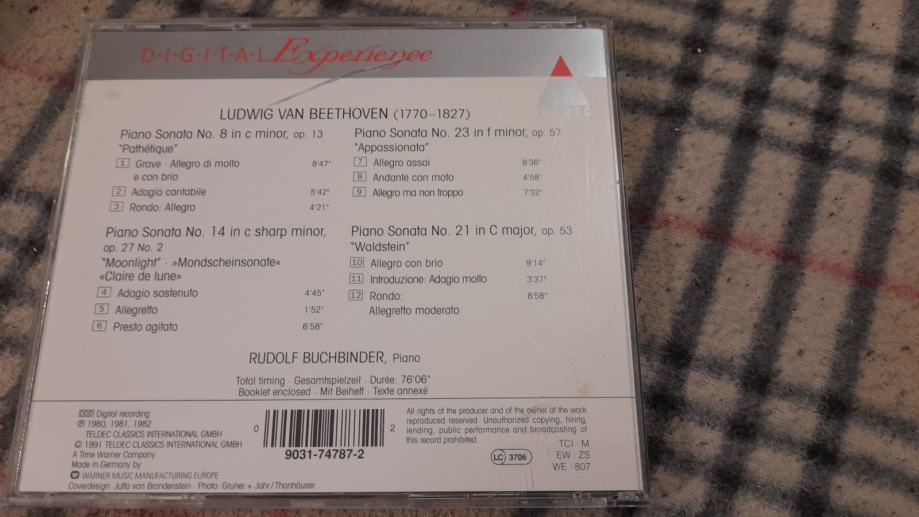 D·I·G·I·T·A·L Experience
LUDWIG VAN BEETHOVEN (1770–1827)
Piano Sonata No. 8 in c minor, op. 13
"Pathétique"
1 Grave · Allegro di molto 8'47"
e con brio
2 Adagio cantabile 5'42"
3 Rondo: Allegro 4'21"
Piano Sonata No. 14 in c sharp minor,
op. 27 No. 2
"Moonlight" · »Mondscheinsonate«
«Claire de lune»
4 Adagio sostenuto 4'45"
5 Allegretto 1'52"
6 Presto agitato 6'58"
Piano Sonata No. 23 in f minor, op. 57
"Appassionata"
7 Allegro assai 8'36"
8 Andante con moto 4'58"
9 Allegro ma non troppo 7'32"
Piano Sonata No. 21 in C major, op. 53
"Waldstein"
10 Allegro con brio 9'14"
11 Introduzione: Adagio molto 3'37"
12 Rondo: 6'58"
Allegretto moderato
RUDOLF BUCHBINDER, Piano
Total timing · Gesamtspielzeit · Durée: 76'06"
Booklet enclosed · Mit Beiheft · Texte annexé
DDD Digital recording
℗ 1980, 1981, 1982
TELDEC CLASSICS INTERNATIONAL GMBH
© 1991 TELDEC CLASSICS INTERNATIONAL GMBH
A Time Warner Company
Made in Germany by
WARNER MUSIC MANUFACTURING EUROPE
Coverdesign: Jutta von Brandenstein · Photo: Gruner + Jahr / Thanhäuser
0 2
9031-74787-2
All rights of the producer and of the owner of the work
reproduced reserved. Unauthorized copying, hiring,
lending, public performance and broadcasting of
this record prohibited.
LC 3706
TCI · M
EW · ZS
WE · 807